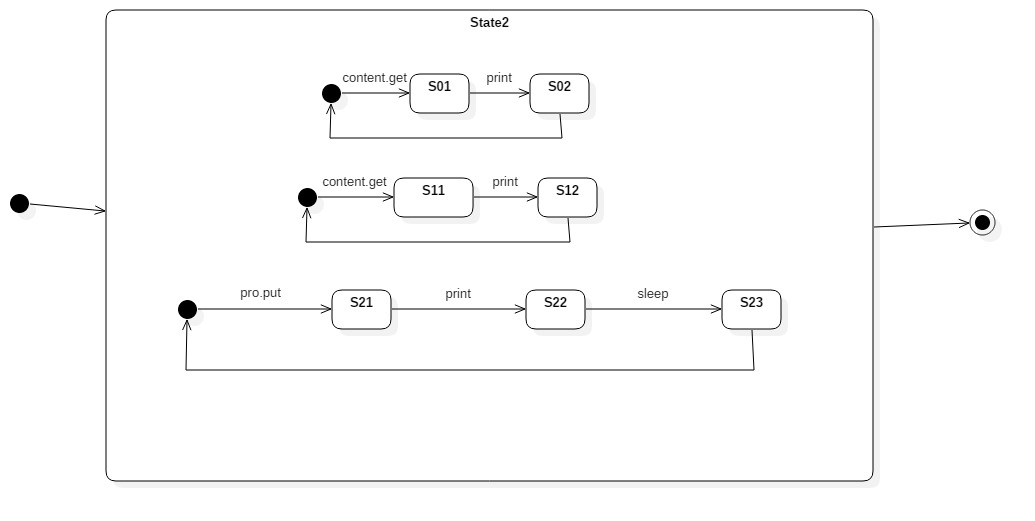 State2
content.get
S01
print
S02
content.get
S11
print
S12
pro.put
S21
print
S22
sleep
S23